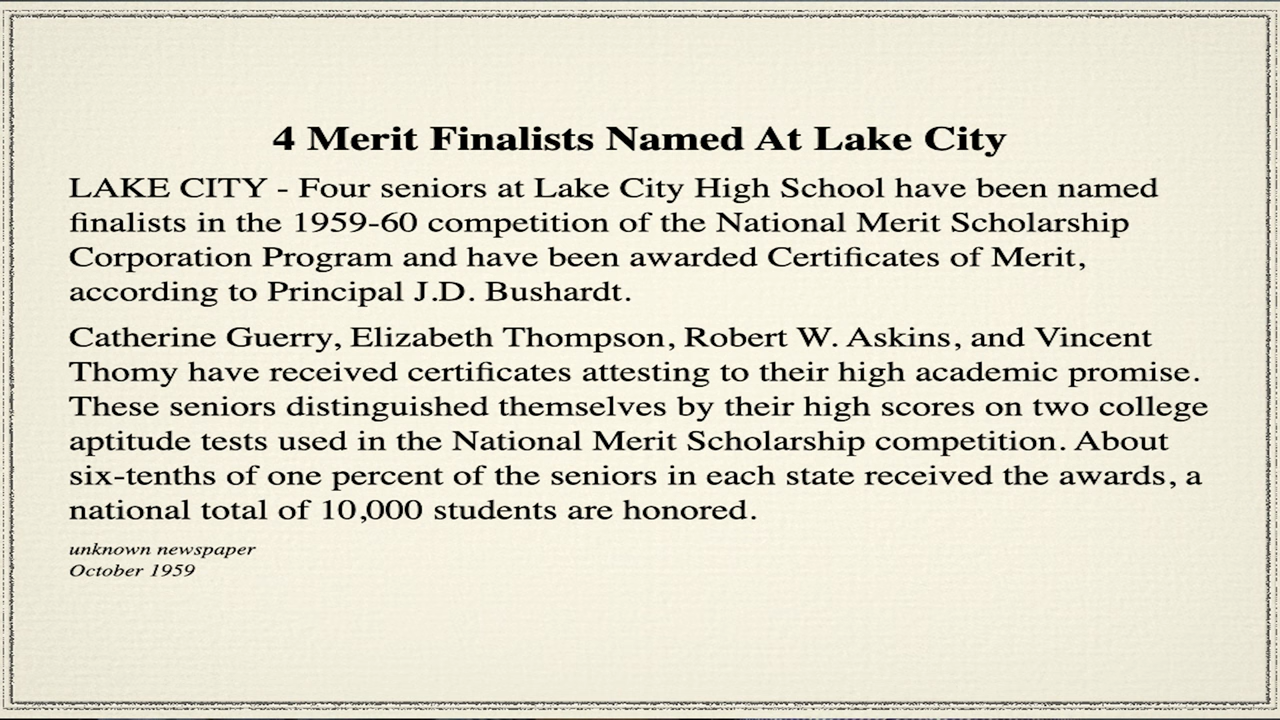 4 Merit Finalists Named At Lake City
LAKE CITY - Four seniors at Lake City High School have been named
finalists in the 1959-60 competition of the National Merit Scholarship
Corporation Program and have been awarded Certificates of Merit,
according to Principal J.D. Bushardt.
Catherine Guerry, Elizabeth Thompson, Robert W. Askins, and Vincent
Thomy have received certificates attesting to their high academic promise.
These seniors distinguished themselves by their high scores on two college
aptitude tests used in the National Merit Scholarship competition. About
six-tenths of one percent of the seniors in each state received the awards, a
national total of 10,000 students are honored.
unknown newspaper
October 1959